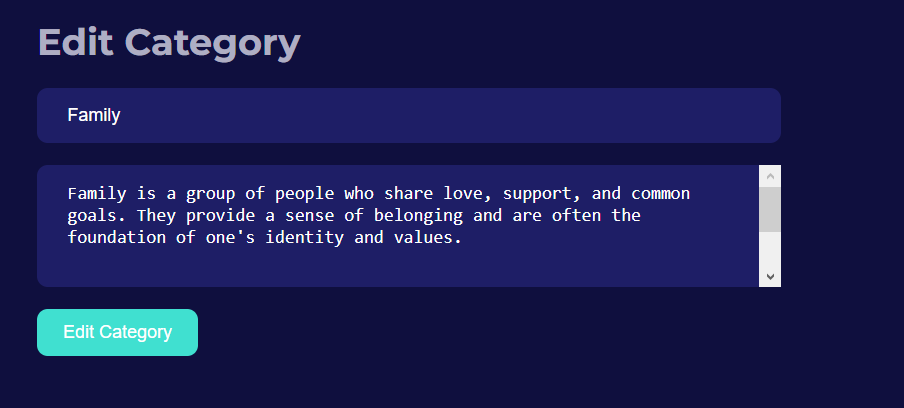 Edit Category
Family
Family is a group of people who share love, support, and common
goals. They provide a sense of belonging and are often the
foundation of one's identity and values.
Edit Category